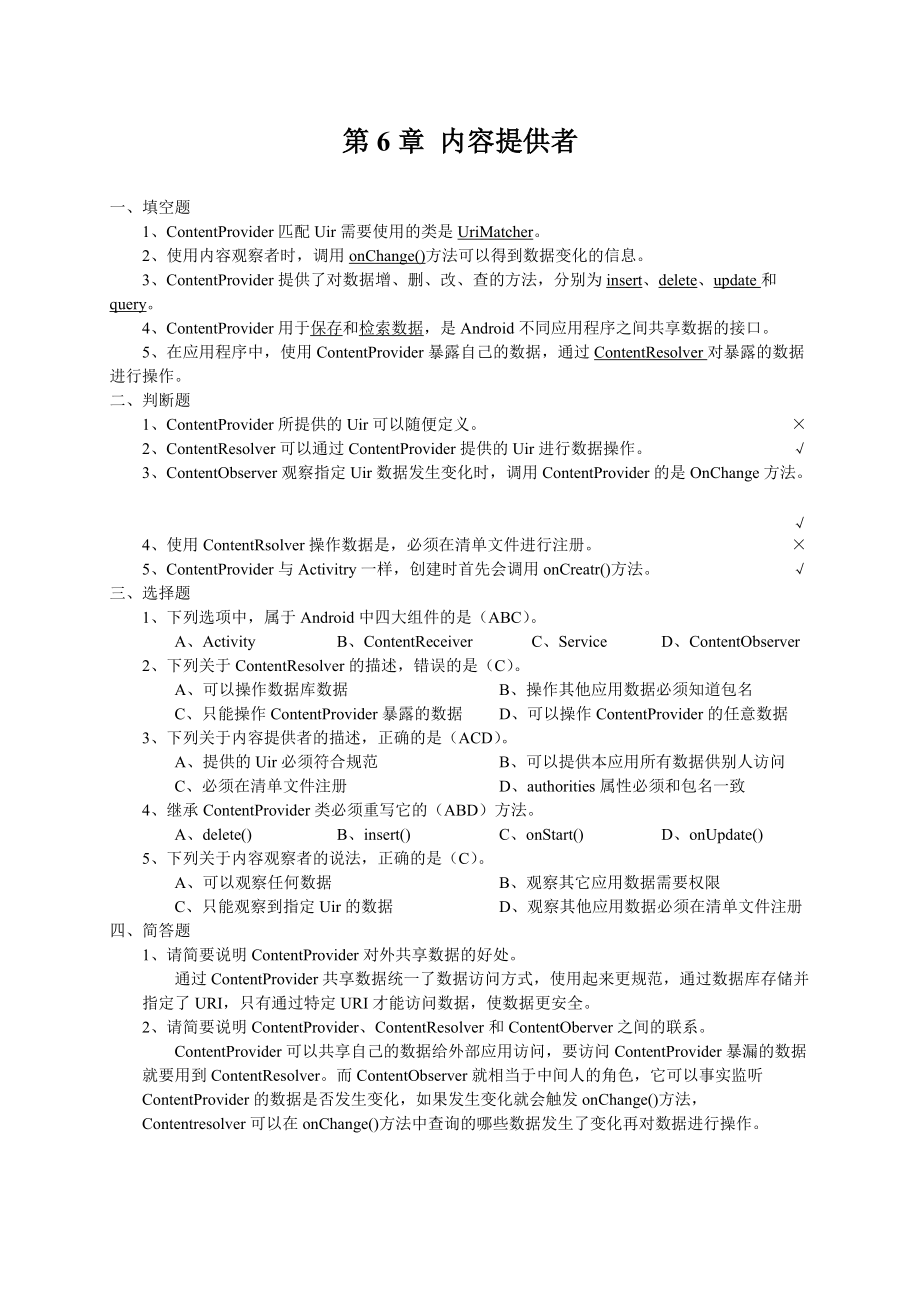 第 6 章 内容提供者
一、填空题
1、ContentProvider 匹配 Uir 需要使用的类是 UriMatcher。
2、使用内容观察者时，调用 onChange()方法可以得到数据变化的信息。
3、ContentProvider 提供了对数据增、删、改、查的方法，分别为 insert、delete、update 和
query。
4、ContentProvider 用于保存和检索数据，是 Android 不同应用程序之间共享数据的接口。
5、在应用程序中，使用 ContentProvider 暴露自己的数据，通过 ContentResolver 对暴露的数据
进行操作。
二、判断题
1、ContentProvider 所提供的 Uir 可以随便定义。 ×
2、ContentResolver 可以通过 ContentProvider 提供的 Uir 进行数据操作。 √
3、ContentObserver 观察指定 Uir 数据发生变化时，调用 ContentProvider 的是 OnChange 方法。
√
4、使用 ContentRsolver 操作数据是，必须在清单文件进行注册。 ×
5、ContentProvider 与 Activitry 一样，创建时首先会调用 onCreatr()方法。 √
三、选择题
1、下列选项中，属于 Android 中四大组件的是（ABC）。
A、Activity B、ContentReceiver C、Service D、ContentObserver
2、下列关于 ContentResolver 的描述，错误的是（C）。
A、可以操作数据库数据 B、操作其他应用数据必须知道包名
C、只能操作 ContentProvider 暴露的数据 D、可以操作 ContentProvider 的任意数据
3、下列关于内容提供者的描述，正确的是（ACD）。
A、提供的 Uir 必须符合规范 B、可以提供本应用所有数据供别人访问
C、必须在清单文件注册 D、authorities 属性必须和包名一致
4、继承 ContentProvider 类必须重写它的（ABD）方法。
A、delete() B、insert() C、onStart() D、onUpdate()
5、下列关于内容观察者的说法，正确的是（C）。
A、可以观察任何数据 B、观察其它应用数据需要权限
C、只能观察到指定 Uir 的数据 D、观察其他应用数据必须在清单文件注册
四、简答题
1、请简要说明 ContentProvider 对外共享数据的好处。
通过 ContentProvider 共享数据统一了数据访问方式，使用起来更规范，通过数据库存储并
指定了 URI，只有通过特定 URI 才能访问数据，使数据更安全。
2、请简要说明 ContentProvider、ContentResolver 和 ContentOberver 之间的联系。
ContentProvider 可以共享自己的数据给外部应用访问，要访问 ContentProvider 暴漏的数据
就要用到 ContentResolver。而 ContentObserver 就相当于中间人的角色，它可以事实监听
ContentProvider 的数据是否发生变化，如果发生变化就会触发 onChange()方法，
Contentresolver 可以在 onChange()方法中查询的哪些数据发生了变化再对数据进行操作。